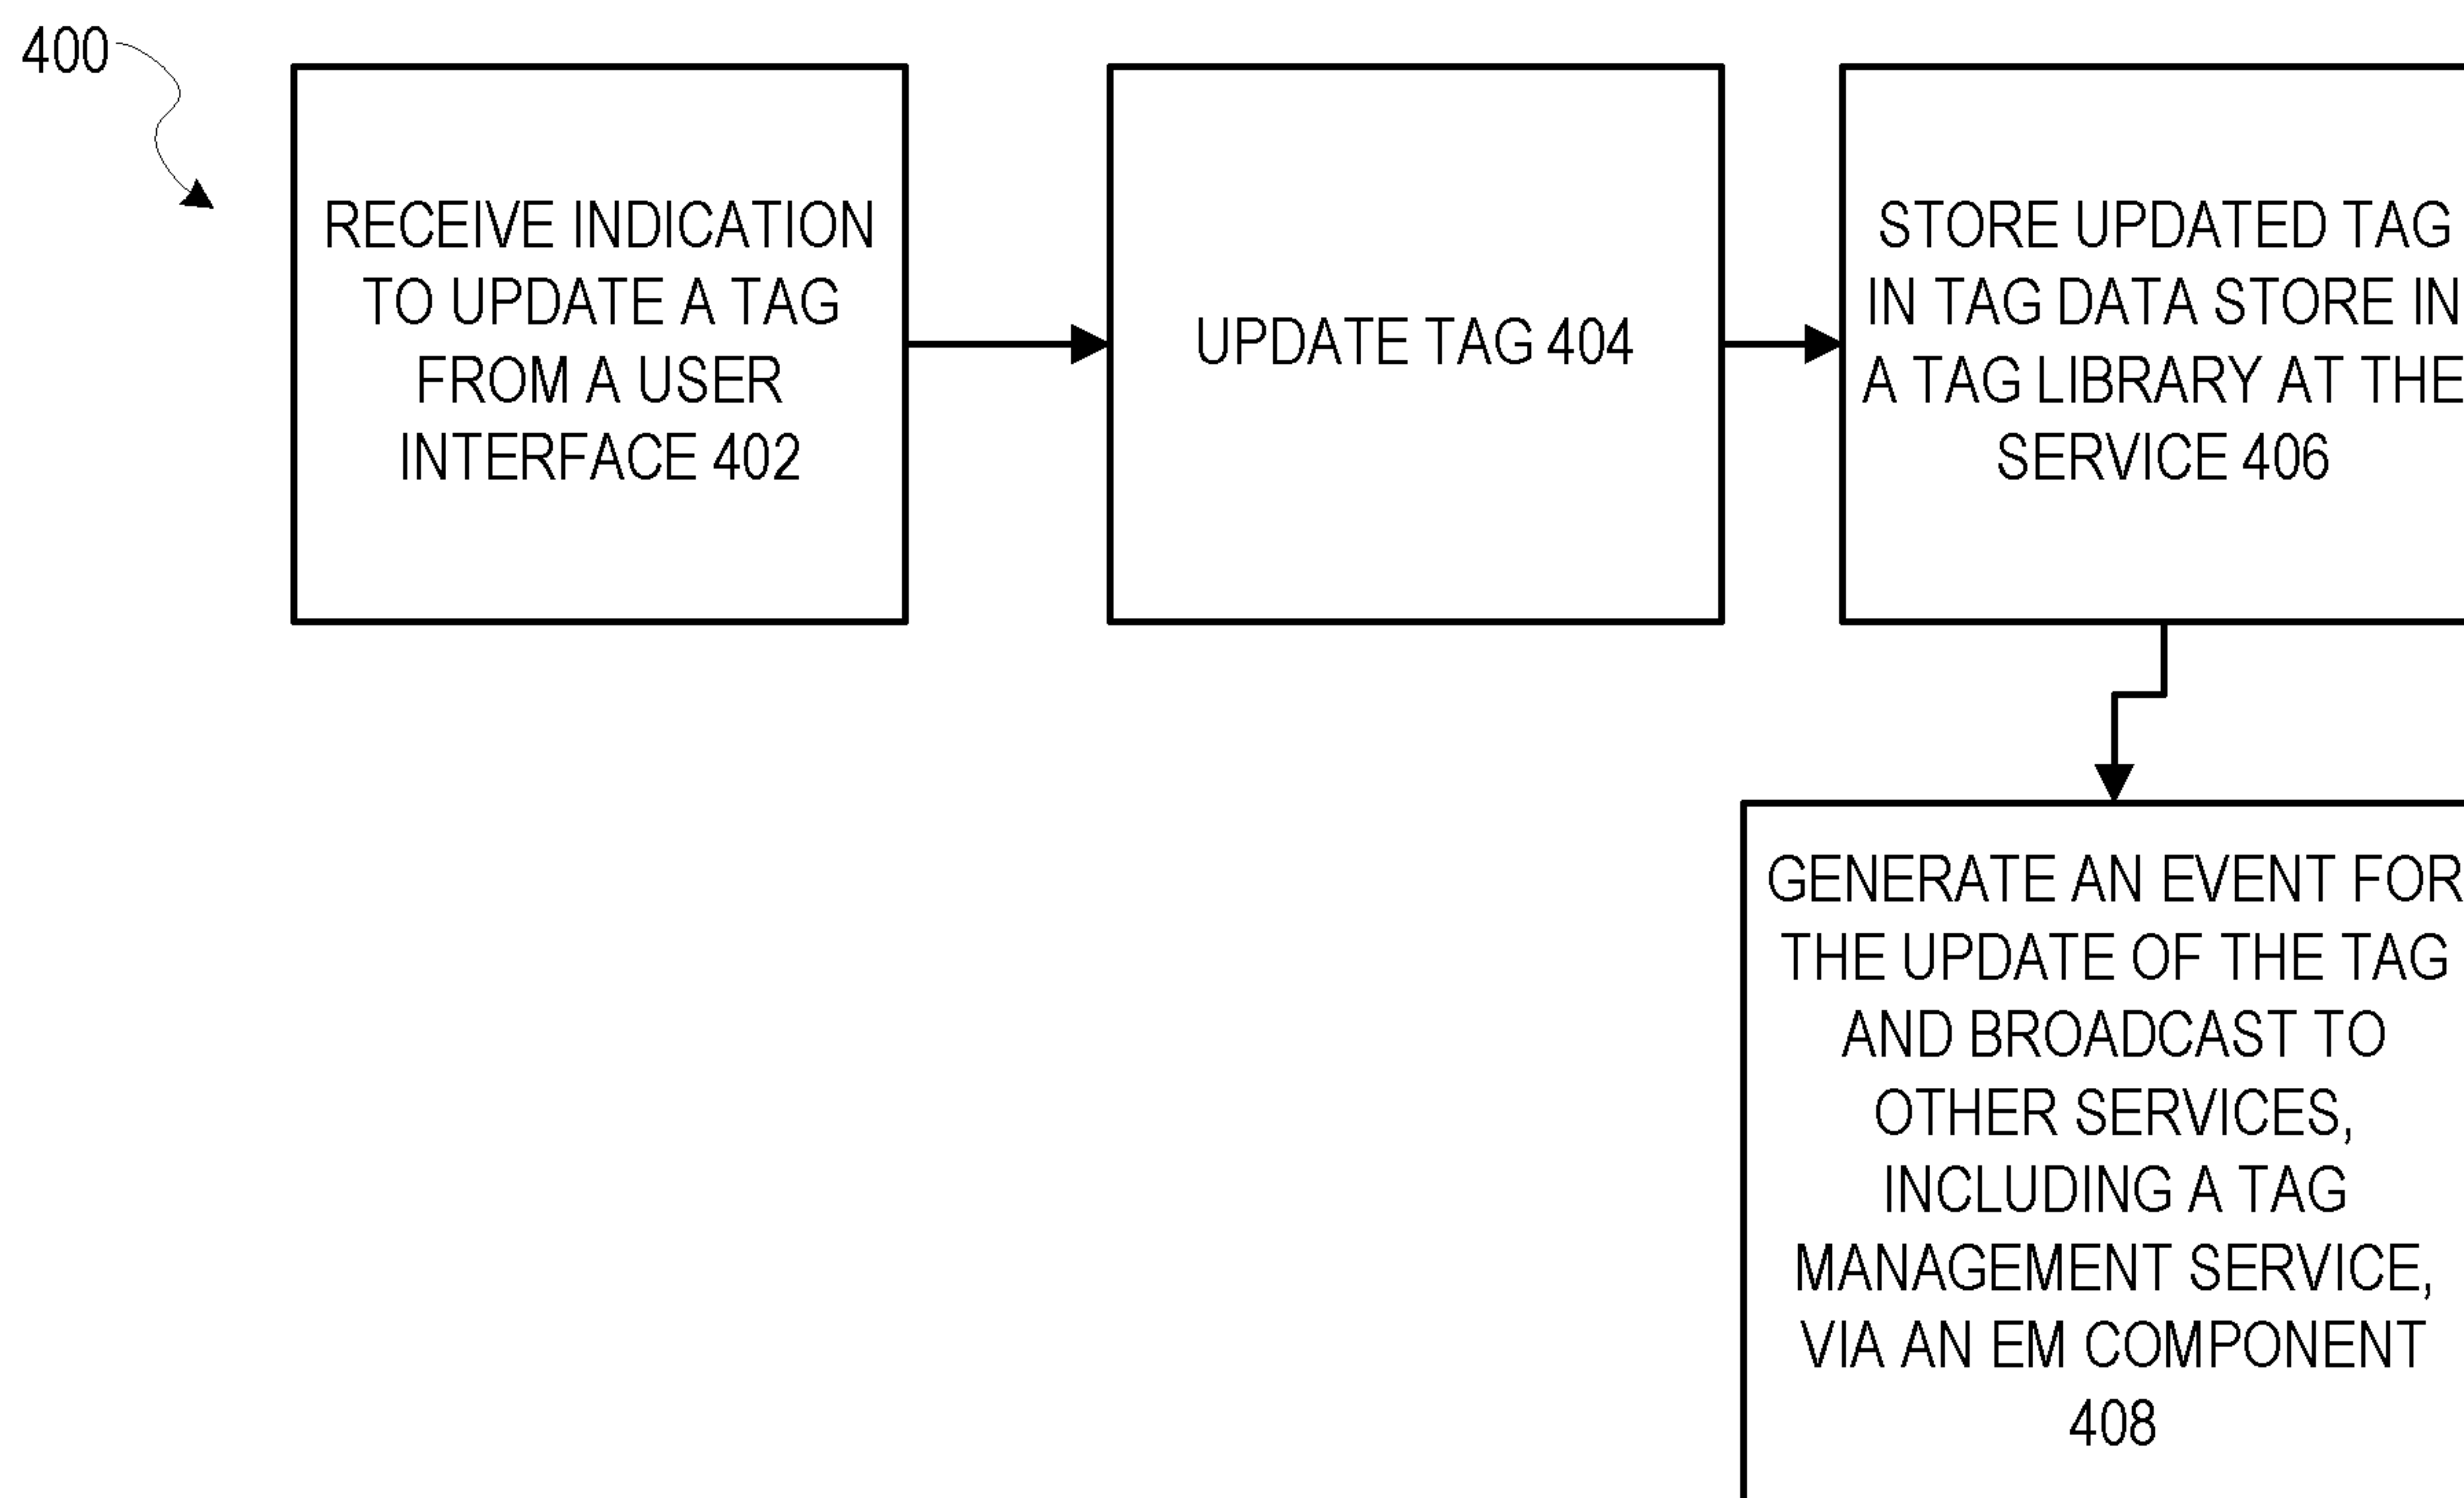 400
RECEIVE INDICATION
TO UPDATE A TAG
FROM A USER
INTERFACE 402
UPDATE TAG 404
STORE UPDATED TAG
IN TAG DATA STORE IN
A TAG LIBRARY AT THE
SERVICE 406
GENERATE AN EVENT FOR
THE UPDATE OF THE TAG
AND BROADCAST TO
OTHER SERVICES,
INCLUDING A TAG
MANAGEMENT SERVICE,
VIA AN EM COMPONENT
408